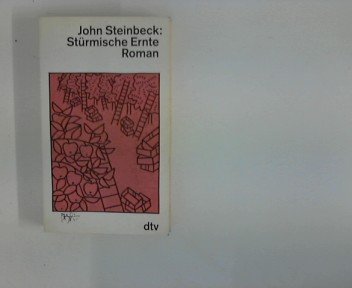 John Steinbeck:
Stürmische Ernte
Roman
dtv